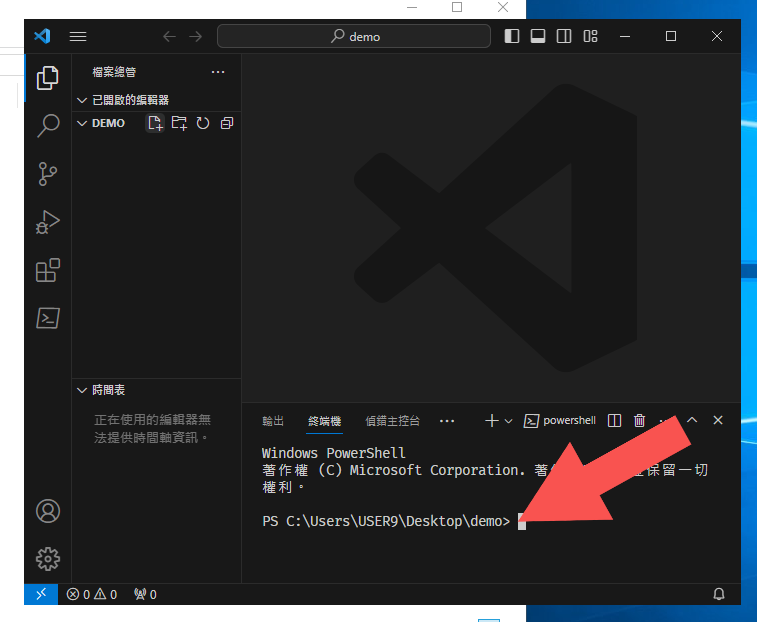 demo
檔案總管
已開啟的編輯器
DEMO
時間表
正在使用的編輯器無
法提供時間軸資訊。
輸出 終端機 偵錯主控台 powershell
Windows PowerShell
著作權 (C) Microsoft Corporation. 保留一切
權利。
PS C:\Users\USER9\Desktop\demo>
0 0 0